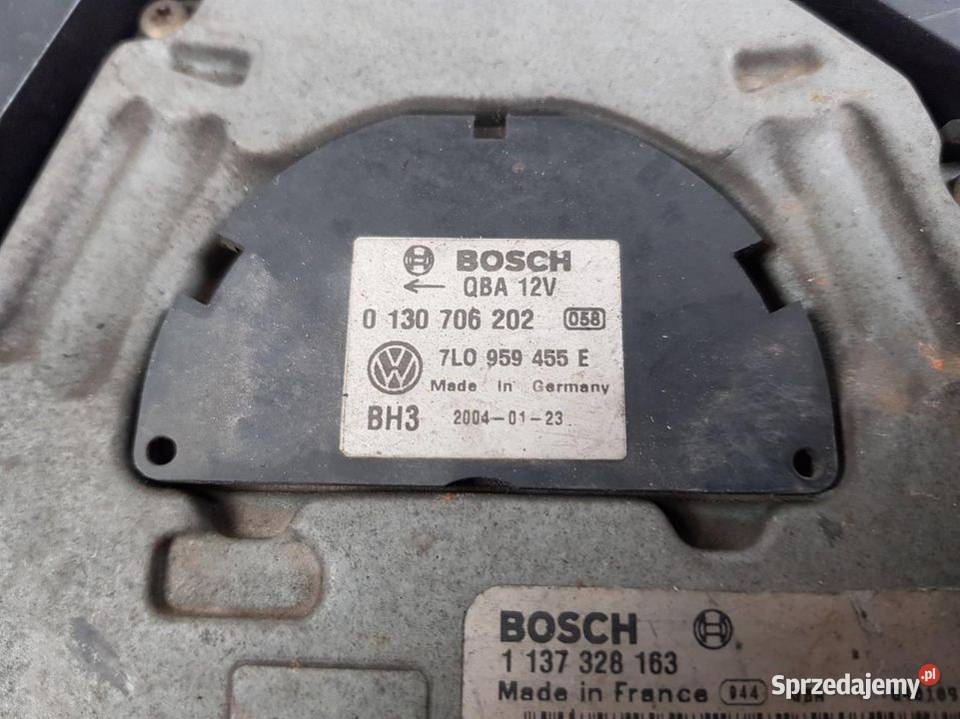 BOSCH
← QBA 12V
0 130 706 202 058
7L0 959 455 E
Made In Germany
BH3 2004-01-23
BOSCH
1 137 328 163
Made in France 944
Sprzedajemy.pl